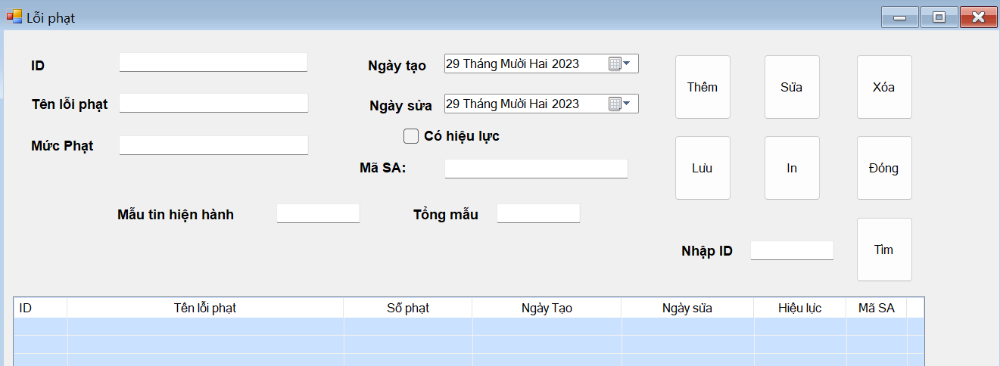 Lỗi phạt
ID
Ngày tạo 29 Tháng Mười Hai 2023
Thêm Sửa Xóa
Tên lỗi phạt
Ngày sửa 29 Tháng Mười Hai 2023
Mức Phạt
Có hiệu lực
Mã SA:
Lưu In Đóng
Mẫu tin hiện hành Tổng mẫu
Nhập ID Tìm
ID Tên lỗi phạt Số phạt Ngày Tạo Ngày sửa Hiệu lực Mã SA